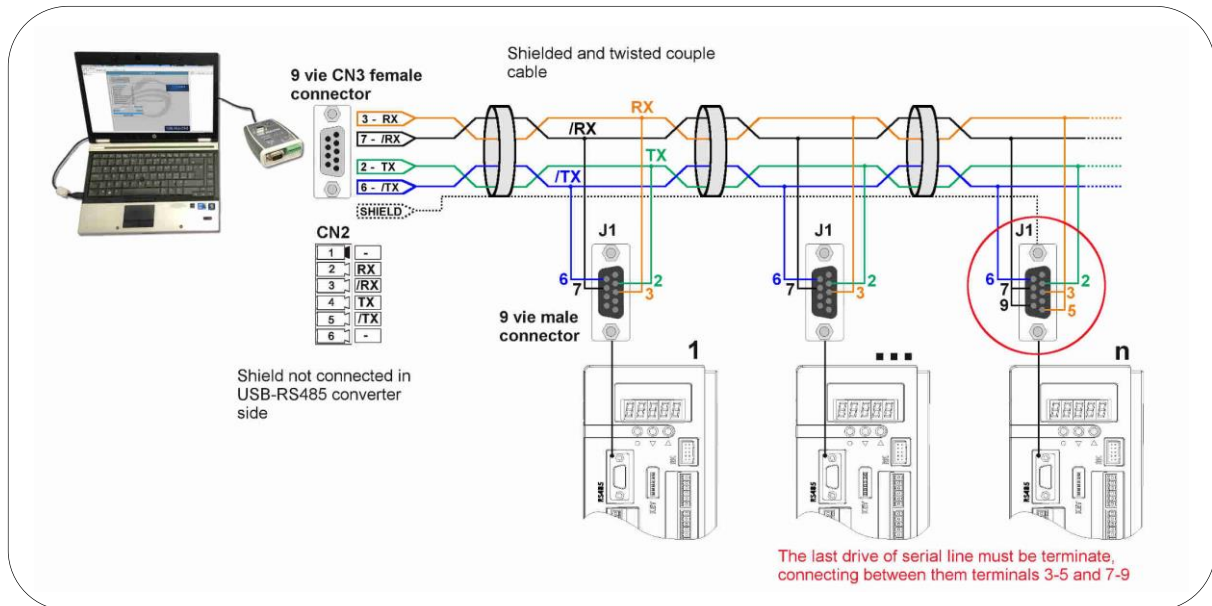 Shielded and twisted couple
cable
9 vie CN3 female
connector
3 - RX
7 - /RX
2 - TX
6 - /TX
SHIELD
RX
/RX
TX
/TX
CN2
1 -
2 RX
3 /RX
4 TX
5 /TX
6 -
J1
6
7
2
3
J1
6
7
2
3
J1
6
7
9
2
3
5
9 vie male
connector
1
...
n
Shield not connected in
USB-RS485 converter
side
RS485
RS485
RS485
The last drive of serial line must be terminate,
connecting between them terminals 3-5 and 7-9